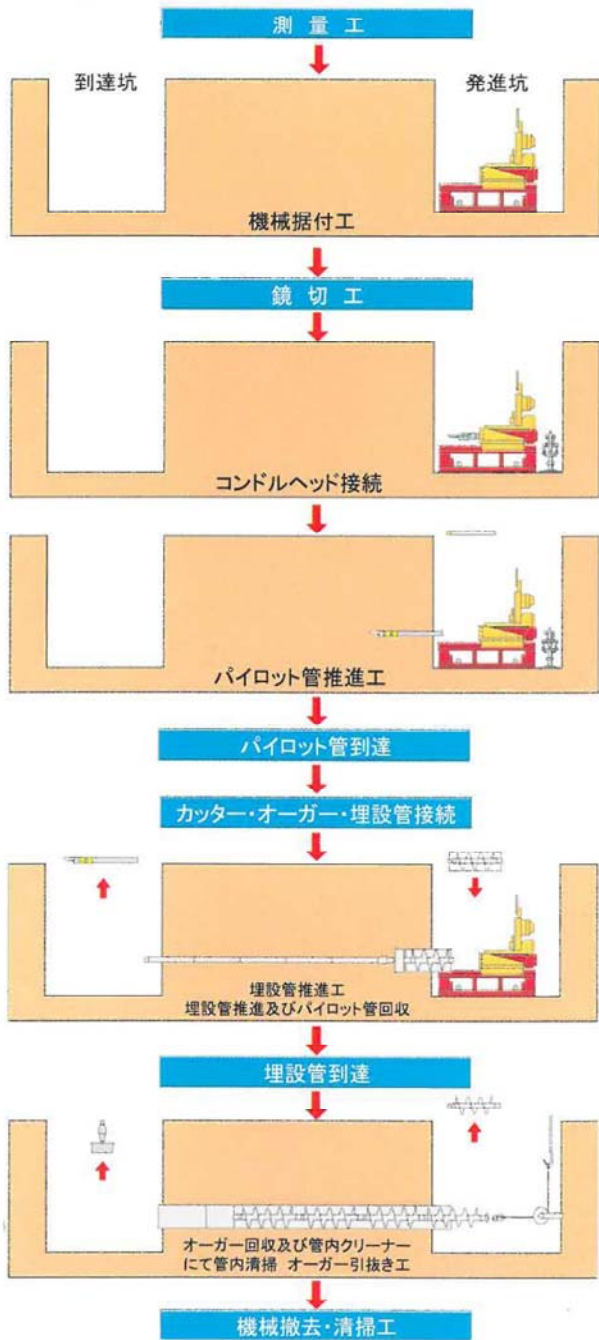 測量工
到達坑
発進坑
機械据付工
鏡切工
コンドルヘッド接続
パイロット管推進工
パイロット管到達
カッター・オーガー・埋設管接続
埋設管推進工
埋設管推進及びパイロット管回収
埋設管到達
オーガー回収及び管内クリーナー
にて管内清掃 オーガー引抜き工
機械撤去・清掃工